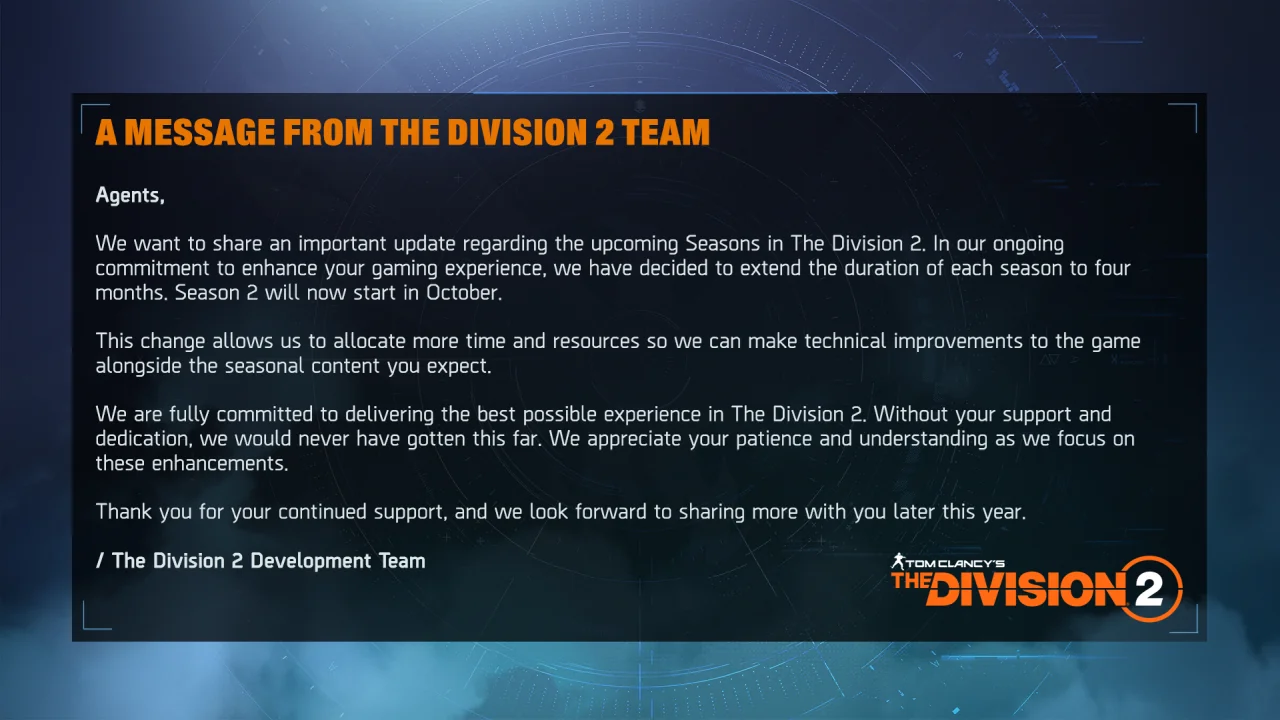 A MESSAGE FROM THE DIVISION 2 TEAM
Agents,
We want to share an important update regarding the upcoming Seasons in The Division 2. In our ongoing
commitment to enhance your gaming experience, we have decided to extend the duration of each season to four
months. Season 2 will now start in October.
This change allows us to allocate more time and resources so we can make technical improvements to the game
alongside the seasonal content you expect.
We are fully committed to delivering the best possible experience in The Division 2. Without your support and
dedication, we would never have gotten this far. We appreciate your patience and understanding as we focus on
these enhancements.
Thank you for your continued support, and we look forward to sharing more with you later this year.
/ The Division 2 Development Team
TOM CLANCY'S
THE DIVISION 2